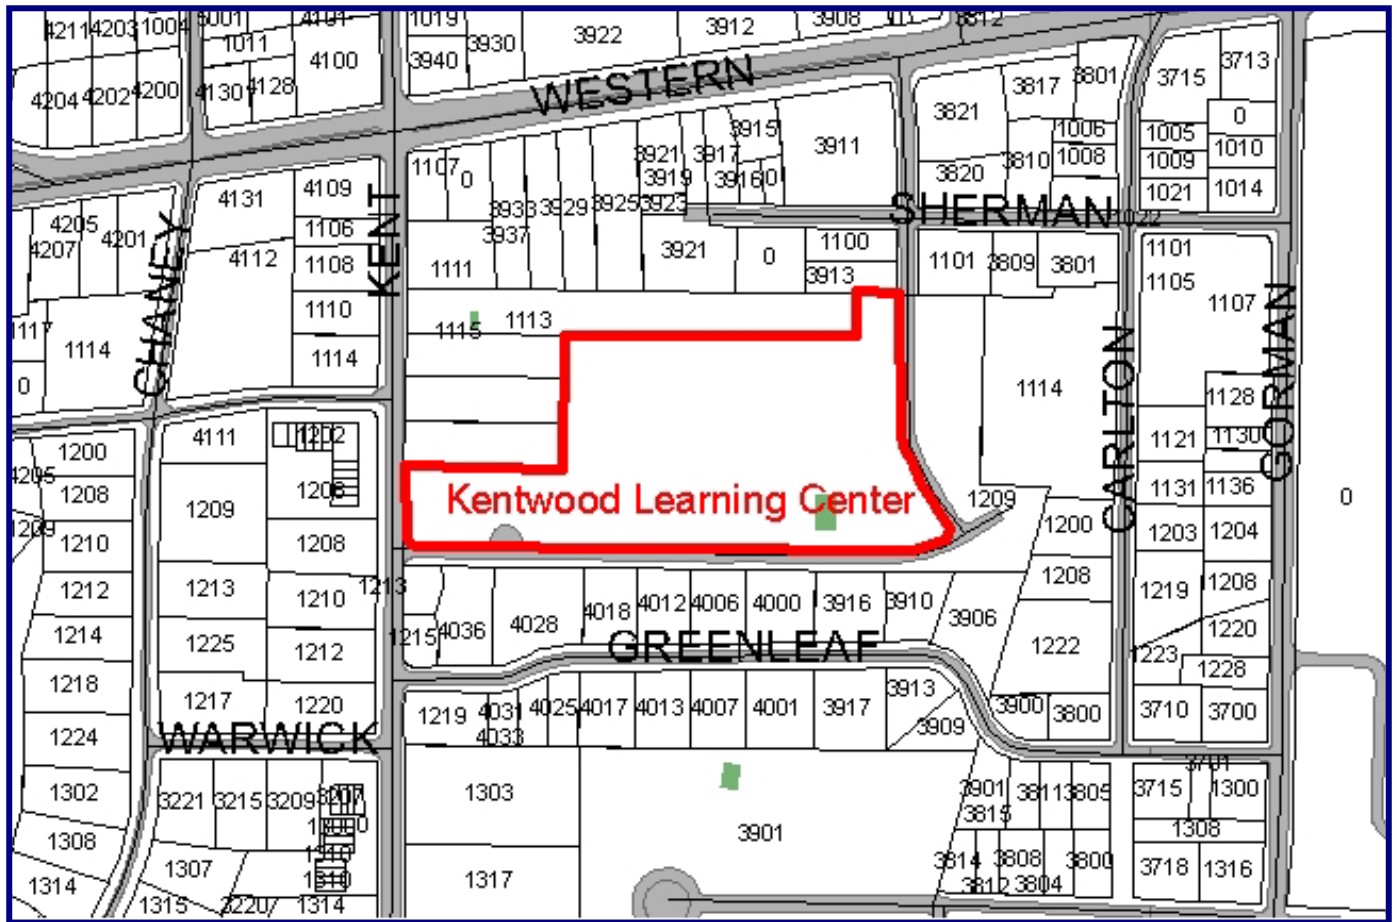 4211 4203 1004 5001 4101 1019 3922 3912 3908 3812
1011 4100 3940 3930 3817 3801 3715 3713
4204 4202 4200 4130 4128 WESTERN 3821 0
3915 1006 1005
1107 0 3921 3917 3911 3810 1008 1009 1010
4131 4109 3919 3916 0 3820 1021 1014
KENT 3933 3929 3925 3923 SHERMAN 1022
4205 1106 3937
4207 4201 CHANEY 4112 1108 1111 3921 0 1100 1101 3809 3801 1101
3913 1105
1110 1107
1117 1114 1115 1113 GORMAN
1114 CARLTON
0 1114 1128
4111 1202 1121 1130
1200
4205 1208 1206 Kentwood Learning Center 1131 1136
1209 1209 0
1209 1210 1208 1200 1203 1204
1212 1213 1210 1213 1208 1219 1208
4018 4012 4006 4000 3916 3910 3906
1214 1225 1212 1215 4036 4028 GREENLEAF 1222 1223 1220
1218 1228
1217 1220 1219 4031 4025 4017 4013 4007 4001 3917 3913 3900 3800 3710 3700
1224 WARWICK 4033 3909
3701
1302 3221 3215 3209 3207 1303 3901 3811 3805 3715 1300
3815
1308 3901 1308
1307 1310 3814 3808 3800 3718 1316
1314 1310 1317 3812 3804
1315 3220 1314